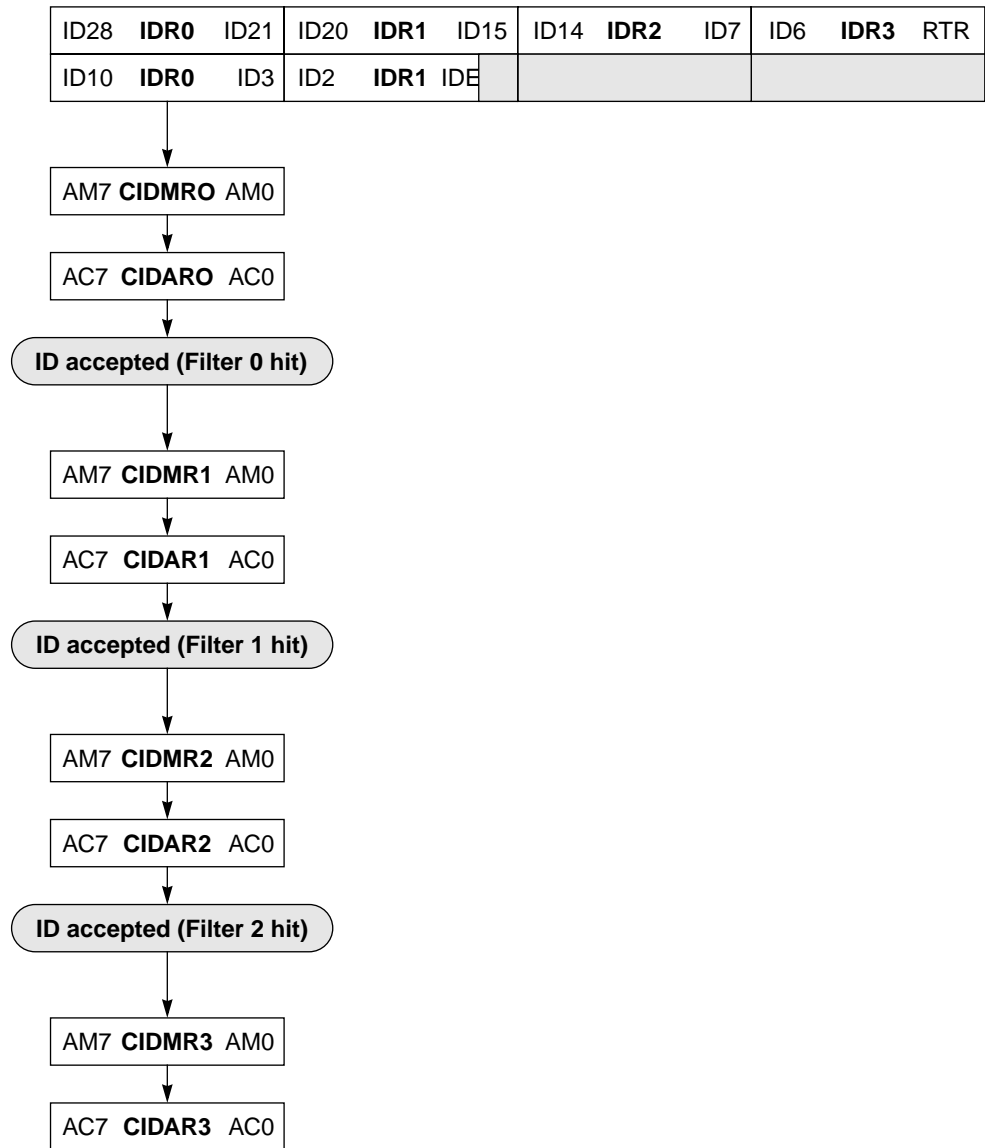 ID28 IDR0 ID21 ID20 IDR1 ID15 ID14 IDR2 ID7 ID6 IDR3 RTR
ID10 IDR0 ID3 ID2 IDR1 IDE
AM7 CIDMRO AM0
AC7 CIDARO AC0
ID accepted (Filter 0 hit)
AM7 CIDMR1 AM0
AC7 CIDAR1 AC0
ID accepted (Filter 1 hit)
AM7 CIDMR2 AM0
AC7 CIDAR2 AC0
ID accepted (Filter 2 hit)
AM7 CIDMR3 AM0
AC7 CIDAR3 AC0